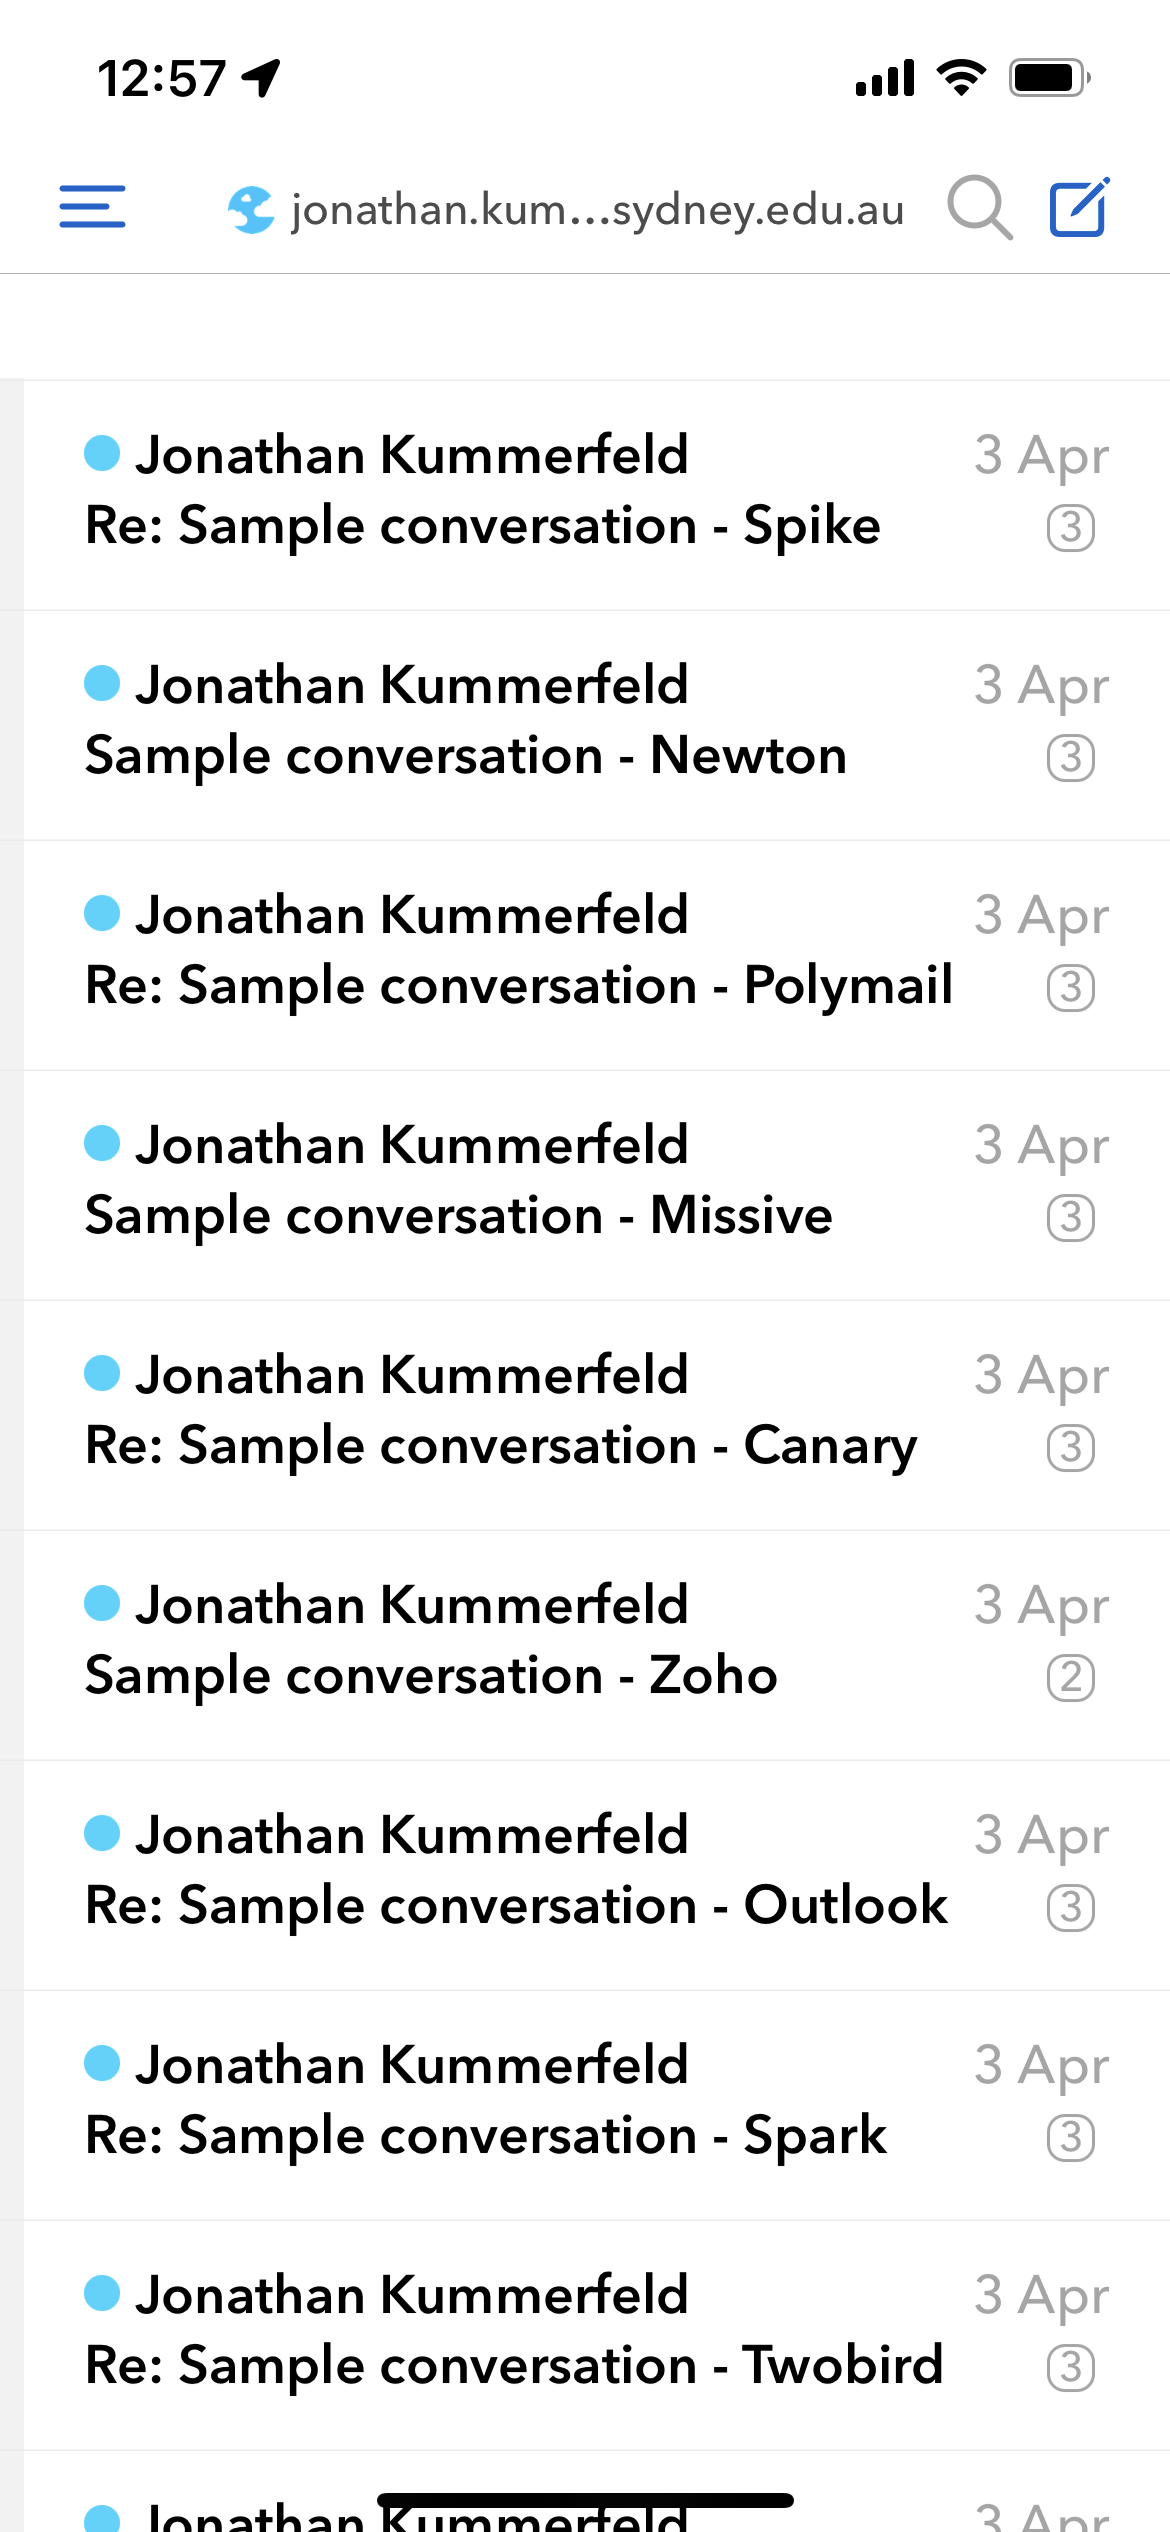 12:57
jonathan.kum...sydney.edu.au
Jonathan Kummerfeld 3 Apr
Re: Sample conversation - Spike 3
Jonathan Kummerfeld 3 Apr
Sample conversation - Newton 3
Jonathan Kummerfeld 3 Apr
Re: Sample conversation - Polymail 3
Jonathan Kummerfeld 3 Apr
Sample conversation - Missive 3
Jonathan Kummerfeld 3 Apr
Re: Sample conversation - Canary 3
Jonathan Kummerfeld 3 Apr
Sample conversation - Zoho 2
Jonathan Kummerfeld 3 Apr
Re: Sample conversation - Outlook 3
Jonathan Kummerfeld 3 Apr
Re: Sample conversation - Spark 3
Jonathan Kummerfeld 3 Apr
Re: Sample conversation - Twobird 3
Jonathan Kummerfeld 3 Apr